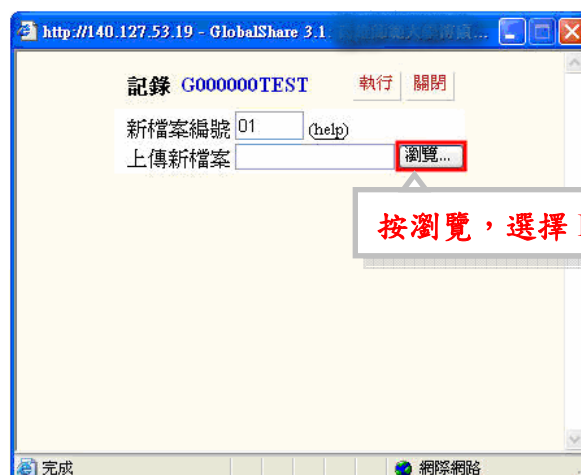 http://140.127.53.19 - GlobalShare 3.1
記錄 G000000TEST 執行 關閉
新檔案編號 01 (help)
上傳新檔案 瀏覽...
按瀏覽，選擇
完成 網際網路